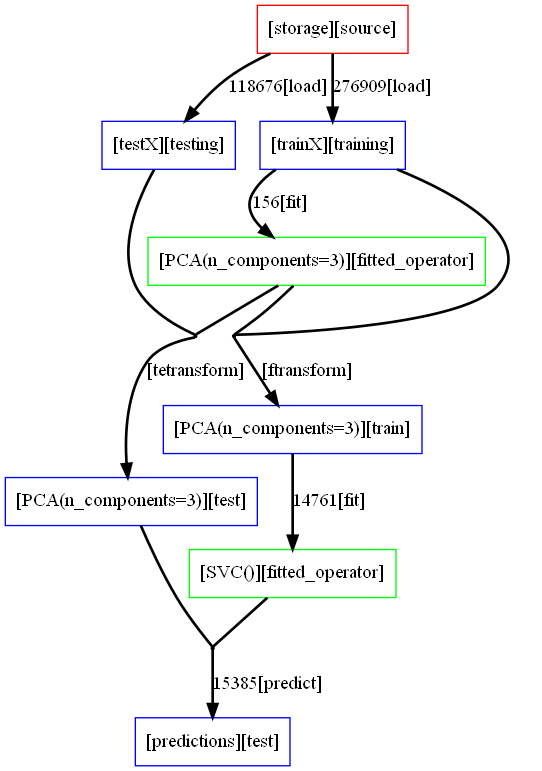 [storage][source]
118676[load]
276909[load]
[testX][testing]
[trainX][training]
156[fit]
[PCA(n_components=3)][fitted_operator]
[tetransform]
[ftransform]
[PCA(n_components=3)][train]
[PCA(n_components=3)][test]
14761[fit]
[SVC()][fitted_operator]
15385[predict]
[predictions][test]